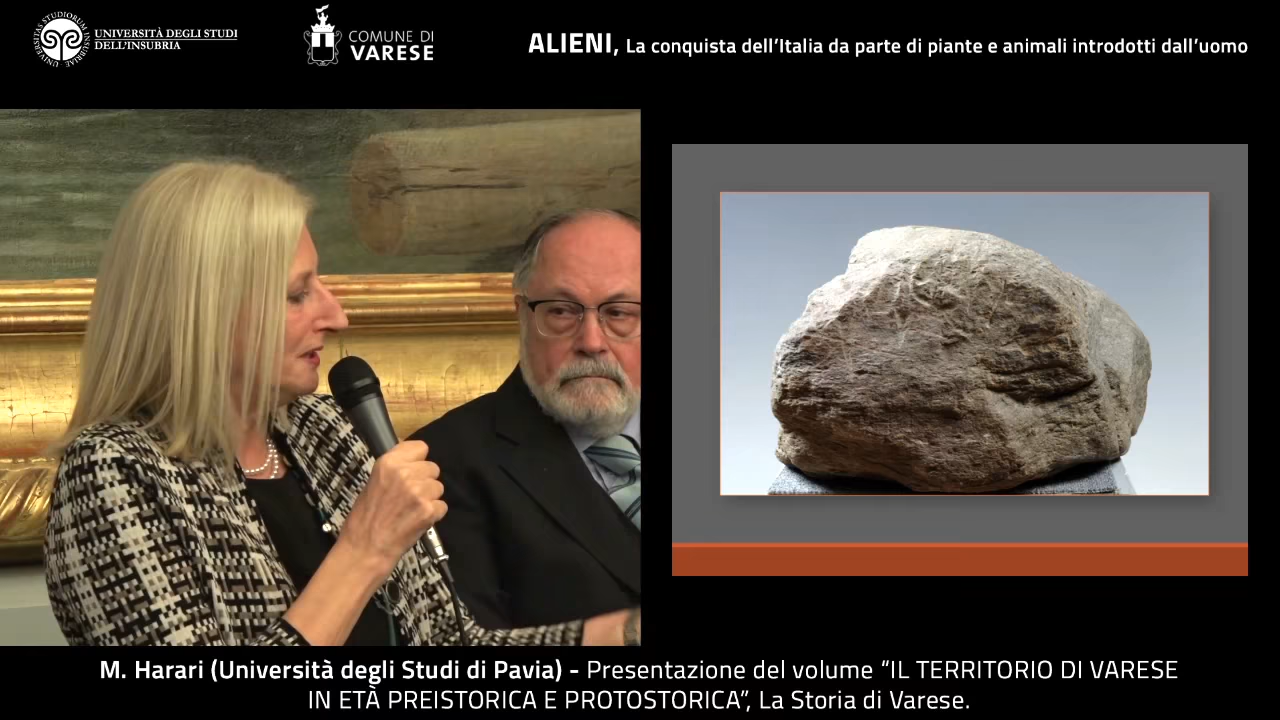 UNIVERSITÀ DEGLI STUDI
DELL'INSUBRIA
COMUNE DI
VARESE
ALIENI, La conquista dell'Italia da parte di piante e animali introdotti dall'uomo
M. Harari (Università degli Studi di Pavia) - Presentazione del volume “IL TERRITORIO DI VARESE
IN ETÀ PREISTORICA E PROTOSTORICA”, La Storia di Varese.